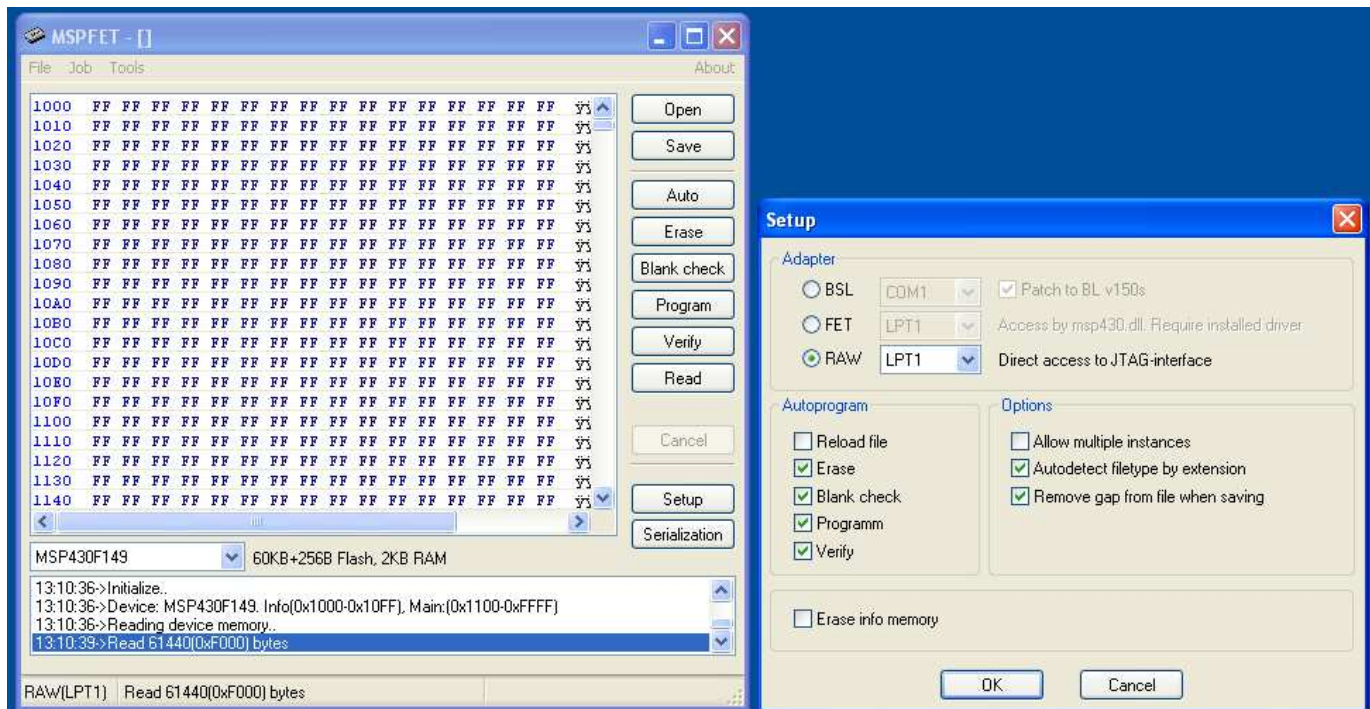 MSPFET - []
File Job Tools About
1000 FF FF FF FF FF FF FF FF FF FF FF FF FF FF FF FF ÿÿ
1010 FF FF FF FF FF FF FF FF FF FF FF FF FF FF FF FF ÿÿ
1020 FF FF FF FF FF FF FF FF FF FF FF FF FF FF FF FF ÿÿ
1030 FF FF FF FF FF FF FF FF FF FF FF FF FF FF FF FF ÿÿ
1040 FF FF FF FF FF FF FF FF FF FF FF FF FF FF FF FF ÿÿ
1050 FF FF FF FF FF FF FF FF FF FF FF FF FF FF FF FF ÿÿ
1060 FF FF FF FF FF FF FF FF FF FF FF FF FF FF FF FF ÿÿ
1070 FF FF FF FF FF FF FF FF FF FF FF FF FF FF FF FF ÿÿ
1080 FF FF FF FF FF FF FF FF FF FF FF FF FF FF FF FF ÿÿ
1090 FF FF FF FF FF FF FF FF FF FF FF FF FF FF FF FF ÿÿ
10A0 FF FF FF FF FF FF FF FF FF FF FF FF FF FF FF FF ÿÿ
10B0 FF FF FF FF FF FF FF FF FF FF FF FF FF FF FF FF ÿÿ
10C0 FF FF FF FF FF FF FF FF FF FF FF FF FF FF FF FF ÿÿ
10D0 FF FF FF FF FF FF FF FF FF FF FF FF FF FF FF FF ÿÿ
10E0 FF FF FF FF FF FF FF FF FF FF FF FF FF FF FF FF ÿÿ
10F0 FF FF FF FF FF FF FF FF FF FF FF FF FF FF FF FF ÿÿ
1100 FF FF FF FF FF FF FF FF FF FF FF FF FF FF FF FF ÿÿ
1110 FF FF FF FF FF FF FF FF FF FF FF FF FF FF FF FF ÿÿ
1120 FF FF FF FF FF FF FF FF FF FF FF FF FF FF FF FF ÿÿ
1130 FF FF FF FF FF FF FF FF FF FF FF FF FF FF FF FF ÿÿ
1140 FF FF FF FF FF FF FF FF FF FF FF FF FF FF FF FF ÿÿ
Open
Save
Auto
Erase
Blank check
Program
Verify
Read
Cancel
Setup
Serialization
MSP430F149 60KB+256B Flash, 2KB RAM
13:10:36->Initialize..
13:10:36->Device: MSP430F149. Info(0x1000-0x10FF), Main:(0x1100-0xFFFF)
13:10:36->Reading device memory..
13:10:39->Read 61440(0xF000) bytes
RAW(LPT1) Read 61440(0xF000) bytes
Setup
Adapter
BSL COM1 Patch to BL v150s
FET LPT1 Access by msp430.dll. Require installed driver
RAW LPT1 Direct access to JTAG-interface
Autoprogram
Reload file
Erase
Blank check
Programm
Verify
Options
Allow multiple instances
Autodetect filetype by extension
Remove gap from file when saving
Erase info memory
OK Cancel